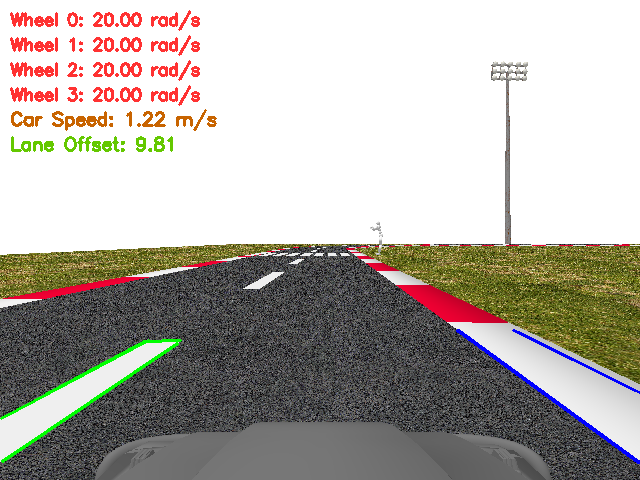 Wheel 0: 20.00 rad/s
Wheel 1: 20.00 rad/s
Wheel 2: 20.00 rad/s
Wheel 3: 20.00 rad/s
Car Speed: 1.22 m/s
Lane Offset: 9.81